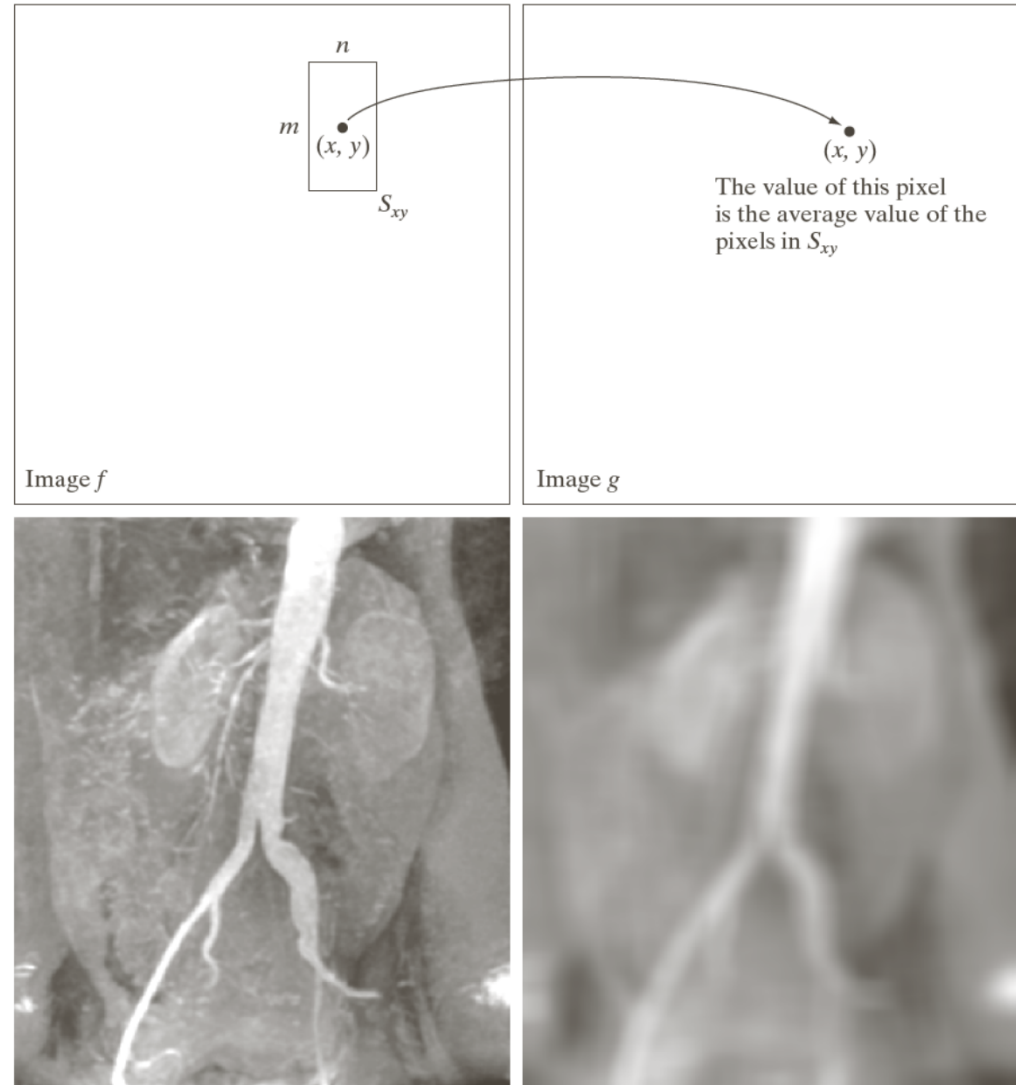 n
m
(x, y)
S_xy
(x, y)
The value of this pixel
is the average value of the
pixels in S_xy
Image f
Image g